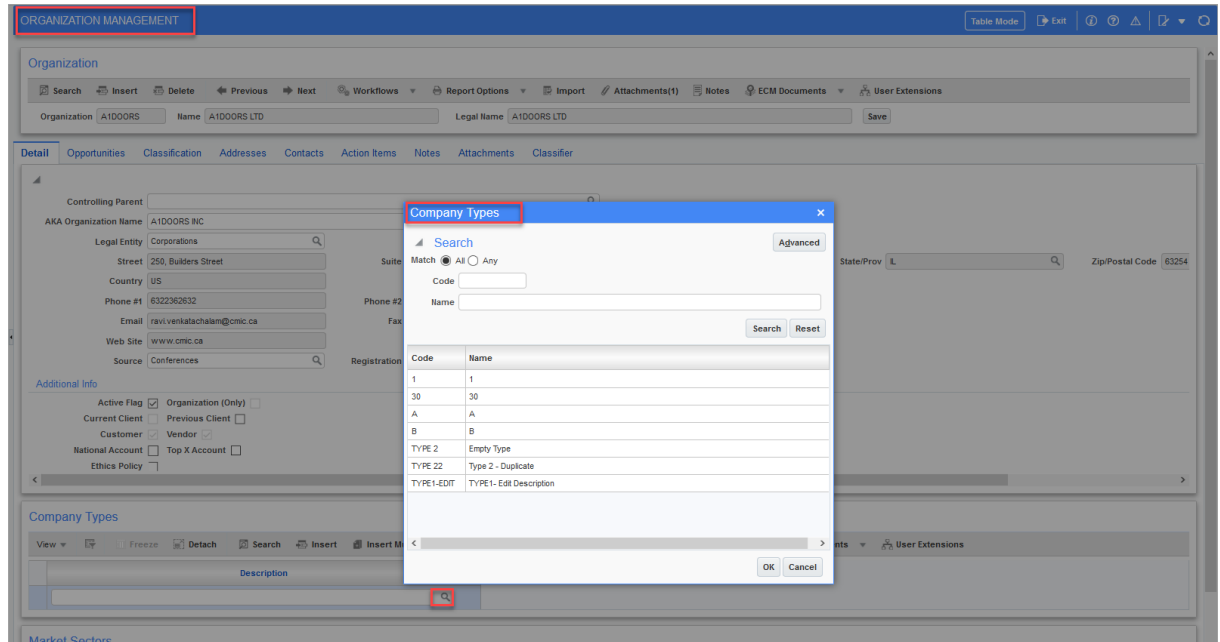 ORGANIZATION MANAGEMENT Table Mode Exit
Organization
Search Insert Delete Previous Next Workflows Report Options Import Attachments(1) Notes ECM Documents User Extensions
Organization A1DOORS Name A1DOORS LTD Legal Name A1DOORS LTD Save
Detail Opportunities Classification Addresses Contacts Action Items Notes Attachments Classifier
Controlling Parent
AKA Organization Name A1DOORS INC
Legal Entity Corporations
Street 250, Builders Street Suite State/Prov IL Zip/Postal Code 63254
Country US
Phone #1 6322362632 Phone #2
Email ravi.venkatachalam@cmic.ca Fax
Web Site www.cmic.ca
Source Conferences Registration
Additional Info
Active Flag Organization (Only)
Current Client Previous Client
Customer Vendor
National Account Top X Account
Ethics Policy
Company Types
Search Advanced
Match All Any
Code
Name
Search Reset
Code Name
1 1
30 30
A A
B B
TYPE 2 Empty Type
TYPE 22 Type 2 - Duplicate
TYPE1-EDIT TYPE1- Edit Description
OK Cancel
Company Types
View Freeze Detach Search Insert Insert M nts User Extensions
Description
Market Sectors